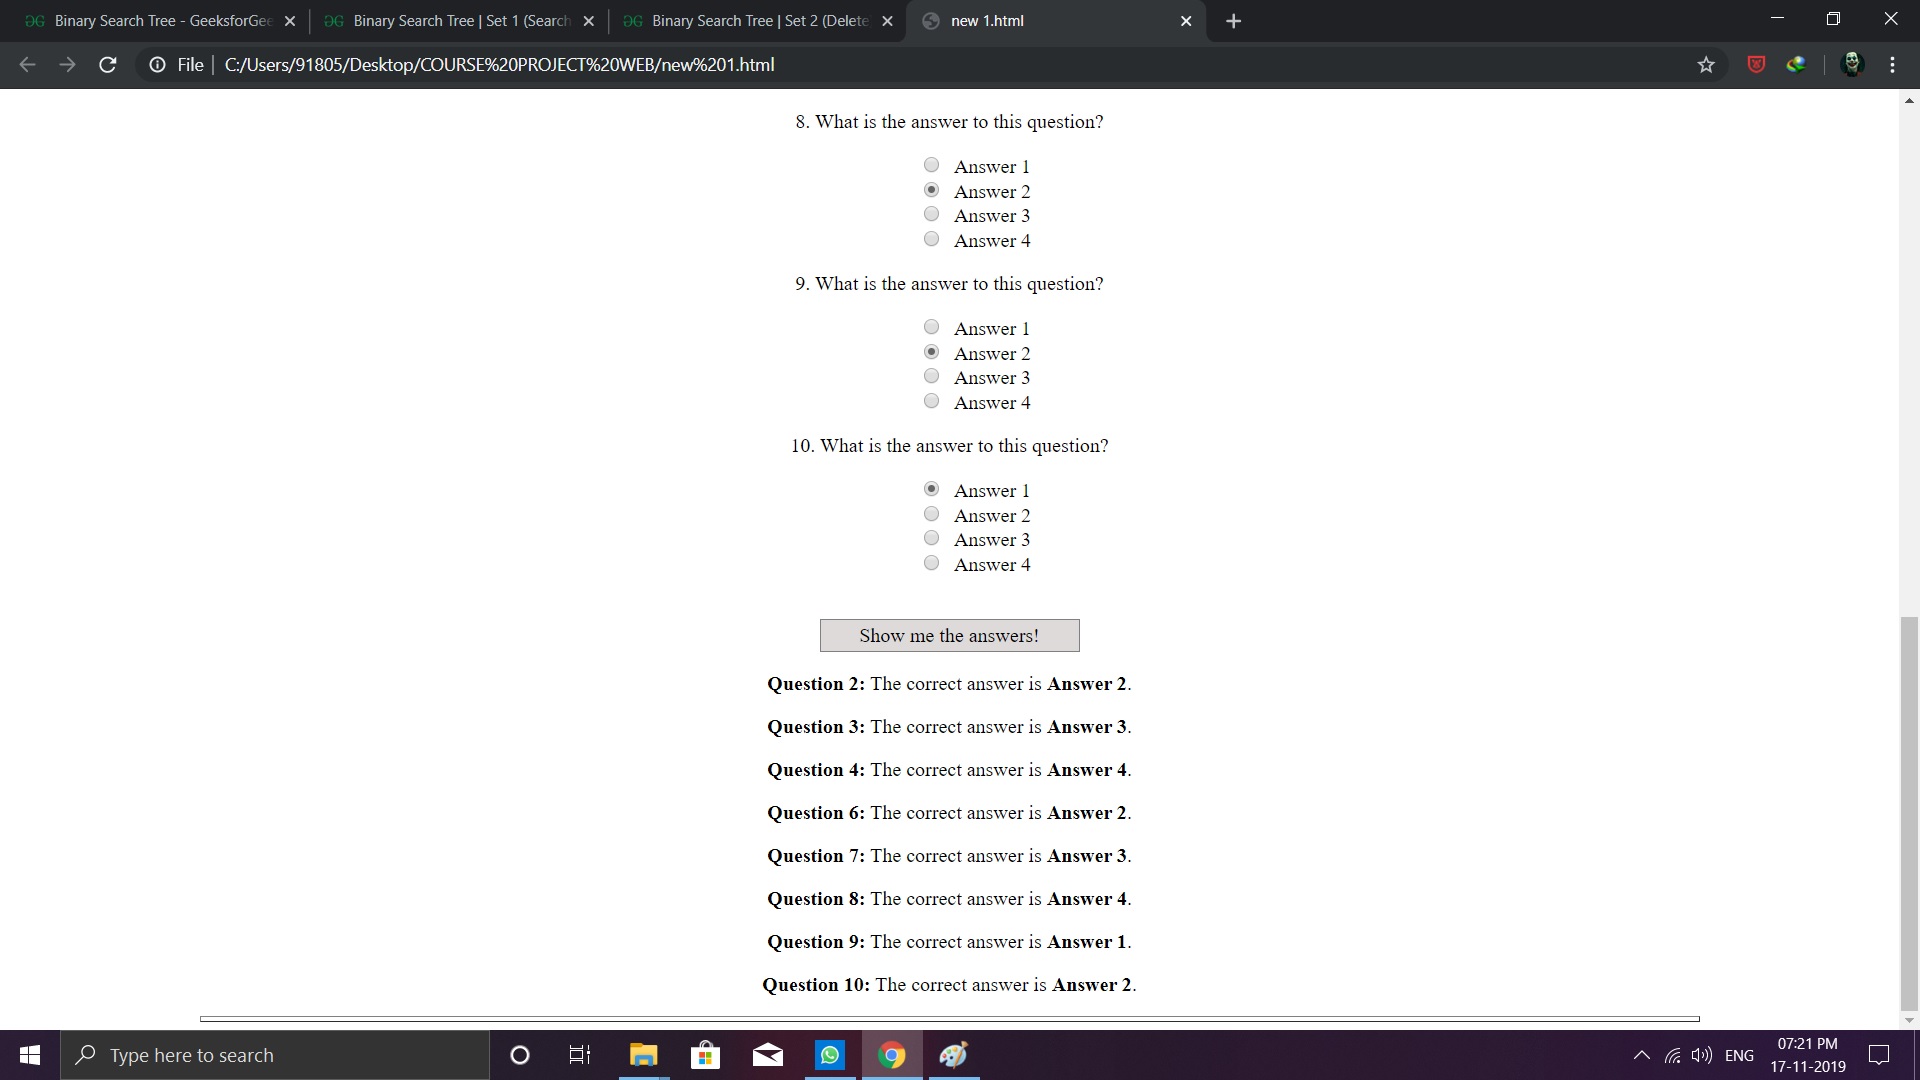 Binary Search Tree - GeeksforGee
Binary Search Tree | Set 1 (Search
Binary Search Tree | Set 2 (Delete
new 1.html
File
C:/Users/91805/Desktop/COURSE%20PROJECT%20WEB/new%201.html
8. What is the answer to this question?
Answer 1
Answer 2
Answer 3
Answer 4
9. What is the answer to this question?
Answer 1
Answer 2
Answer 3
Answer 4
10. What is the answer to this question?
Answer 1
Answer 2
Answer 3
Answer 4
Show me the answers!
Question 2: The correct answer is Answer 2.
Question 3: The correct answer is Answer 3.
Question 4: The correct answer is Answer 4.
Question 6: The correct answer is Answer 2.
Question 7: The correct answer is Answer 3.
Question 8: The correct answer is Answer 4.
Question 9: The correct answer is Answer 1.
Question 10: The correct answer is Answer 2.
Type here to search
ENG
07:21 PM
17-11-2019